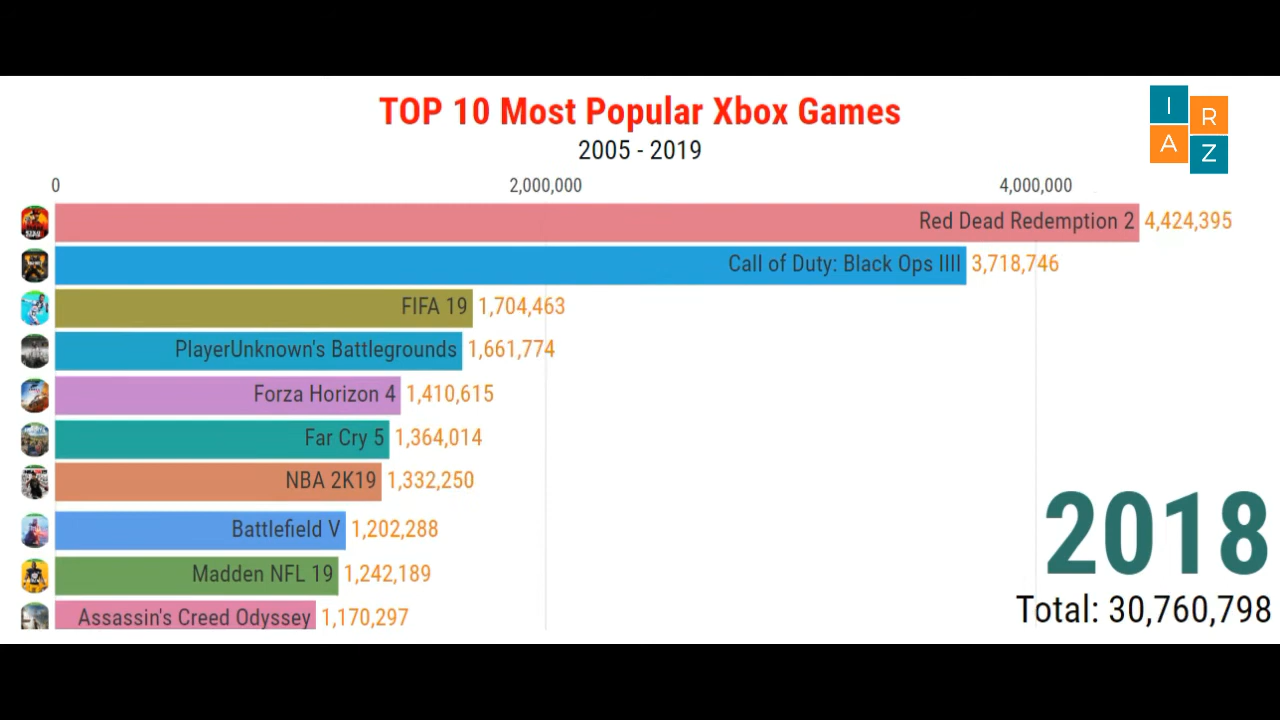 TOP 10 Most Popular Xbox Games
2005 - 2019
I R
A Z
0 2,000,000 4,000,000
Red Dead Redemption 2 4,424,395
Call of Duty: Black Ops IIII 3,718,746
FIFA 19 1,704,463
PlayerUnknown's Battlegrounds 1,661,774
Forza Horizon 4 1,410,615
Far Cry 5 1,364,014
NBA 2K19 1,332,250
Battlefield V 1,202,288
Madden NFL 19 1,242,189
Assassin's Creed Odyssey 1,170,297
2018
Total: 30,760,798